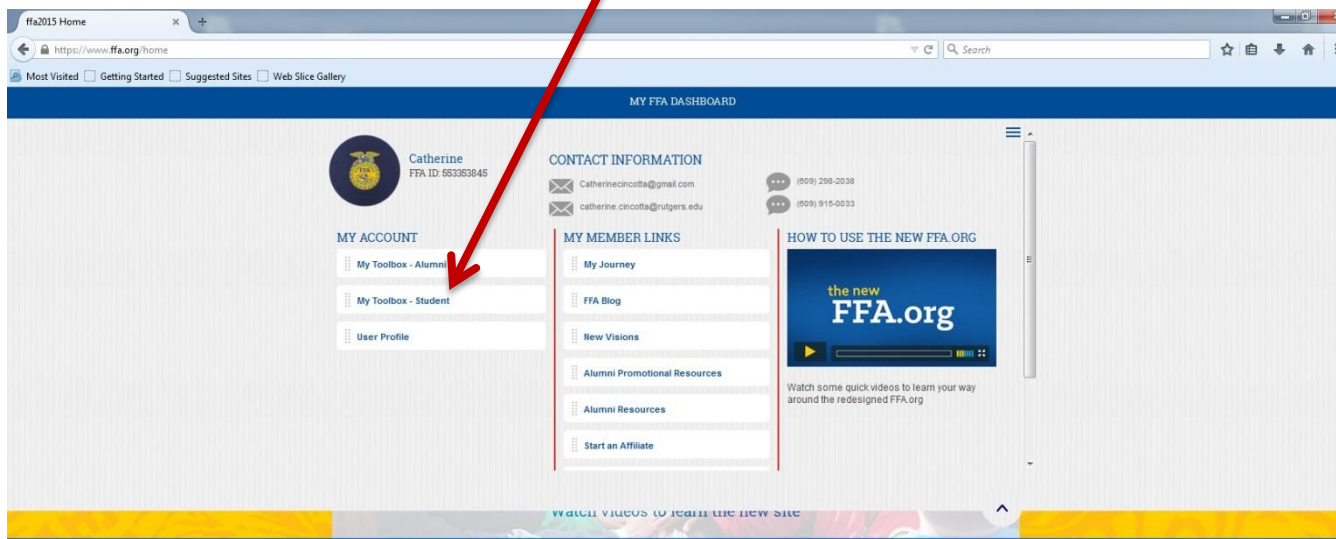 ffa2015 Home
https://www.ffa.org/home
Search
Most Visited Getting Started Suggested Sites Web Slice Gallery
MY FFA DASHBOARD
Catherine
FFA ID: 553353845
CONTACT INFORMATION
Catherinecincotta@gmail.com
(609) 298-2038
catherine.cincotta@rutgers.edu
(609) 915-0033
MY ACCOUNT
My Toolbox - Alumni
My Toolbox - Student
User Profile
MY MEMBER LINKS
My Journey
FFA Blog
New Visions
Alumni Promotional Resources
Alumni Resources
Start an Affiliate
HOW TO USE THE NEW FFA.ORG
the new
FFA.org
Watch some quick videos to learn your way
around the redesigned FFA.org
Watch videos to learn the new site